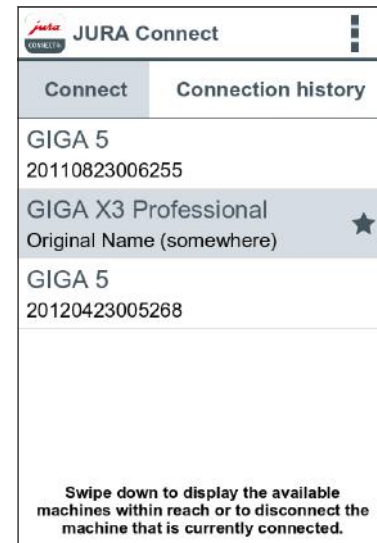 jura
CONNECT
JURA Connect
Connect
Connection history
GIGA 5
20110823006255
GIGA X3 Professional
Original Name (somewhere)
GIGA 5
20120423005268
Swipe down to display the available
machines within reach or to disconnect the
machine that is currently connected.